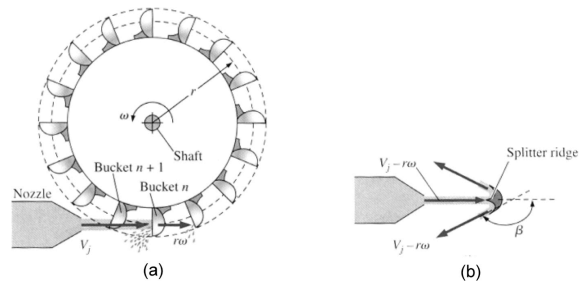 r
ω
Shaft
Bucket n + 1
Bucket n
Nozzle
V_j
rω
(a)
Splitter ridge
V_j – rω
β
V_j – rω
(b)